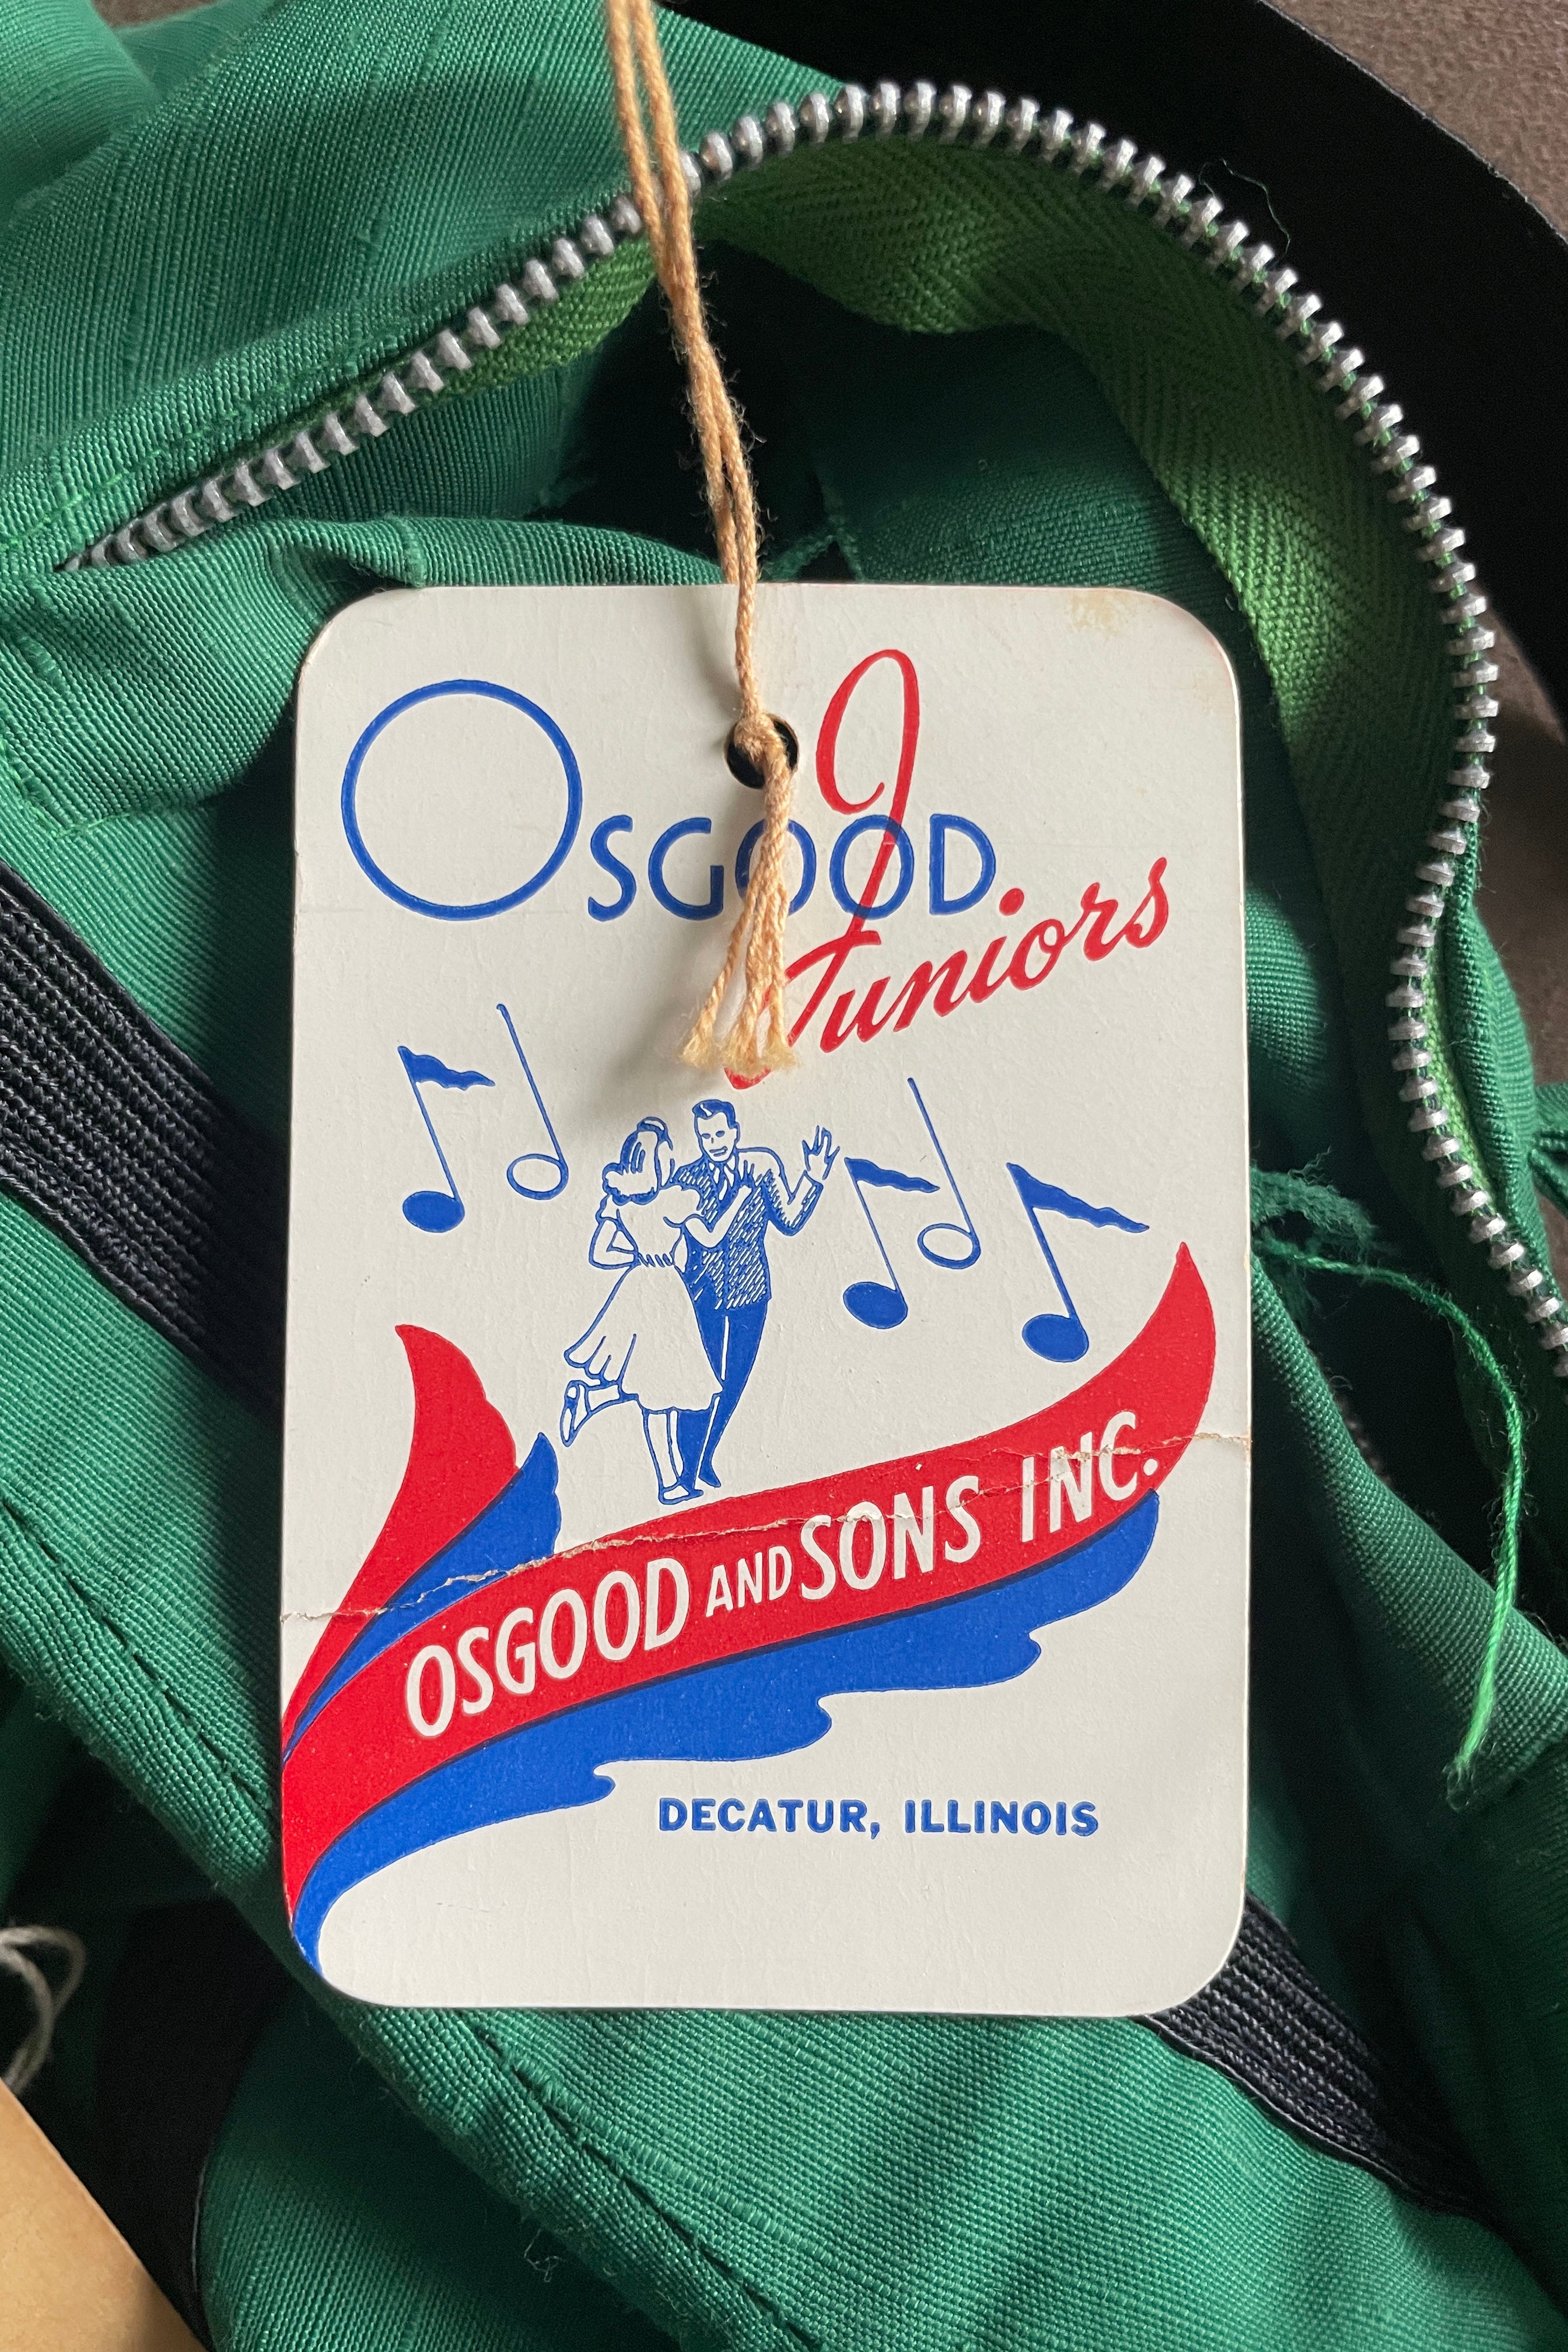 OSGOOD
Juniors
OSGOOD AND SONS INC.
DECATUR, ILLINOIS